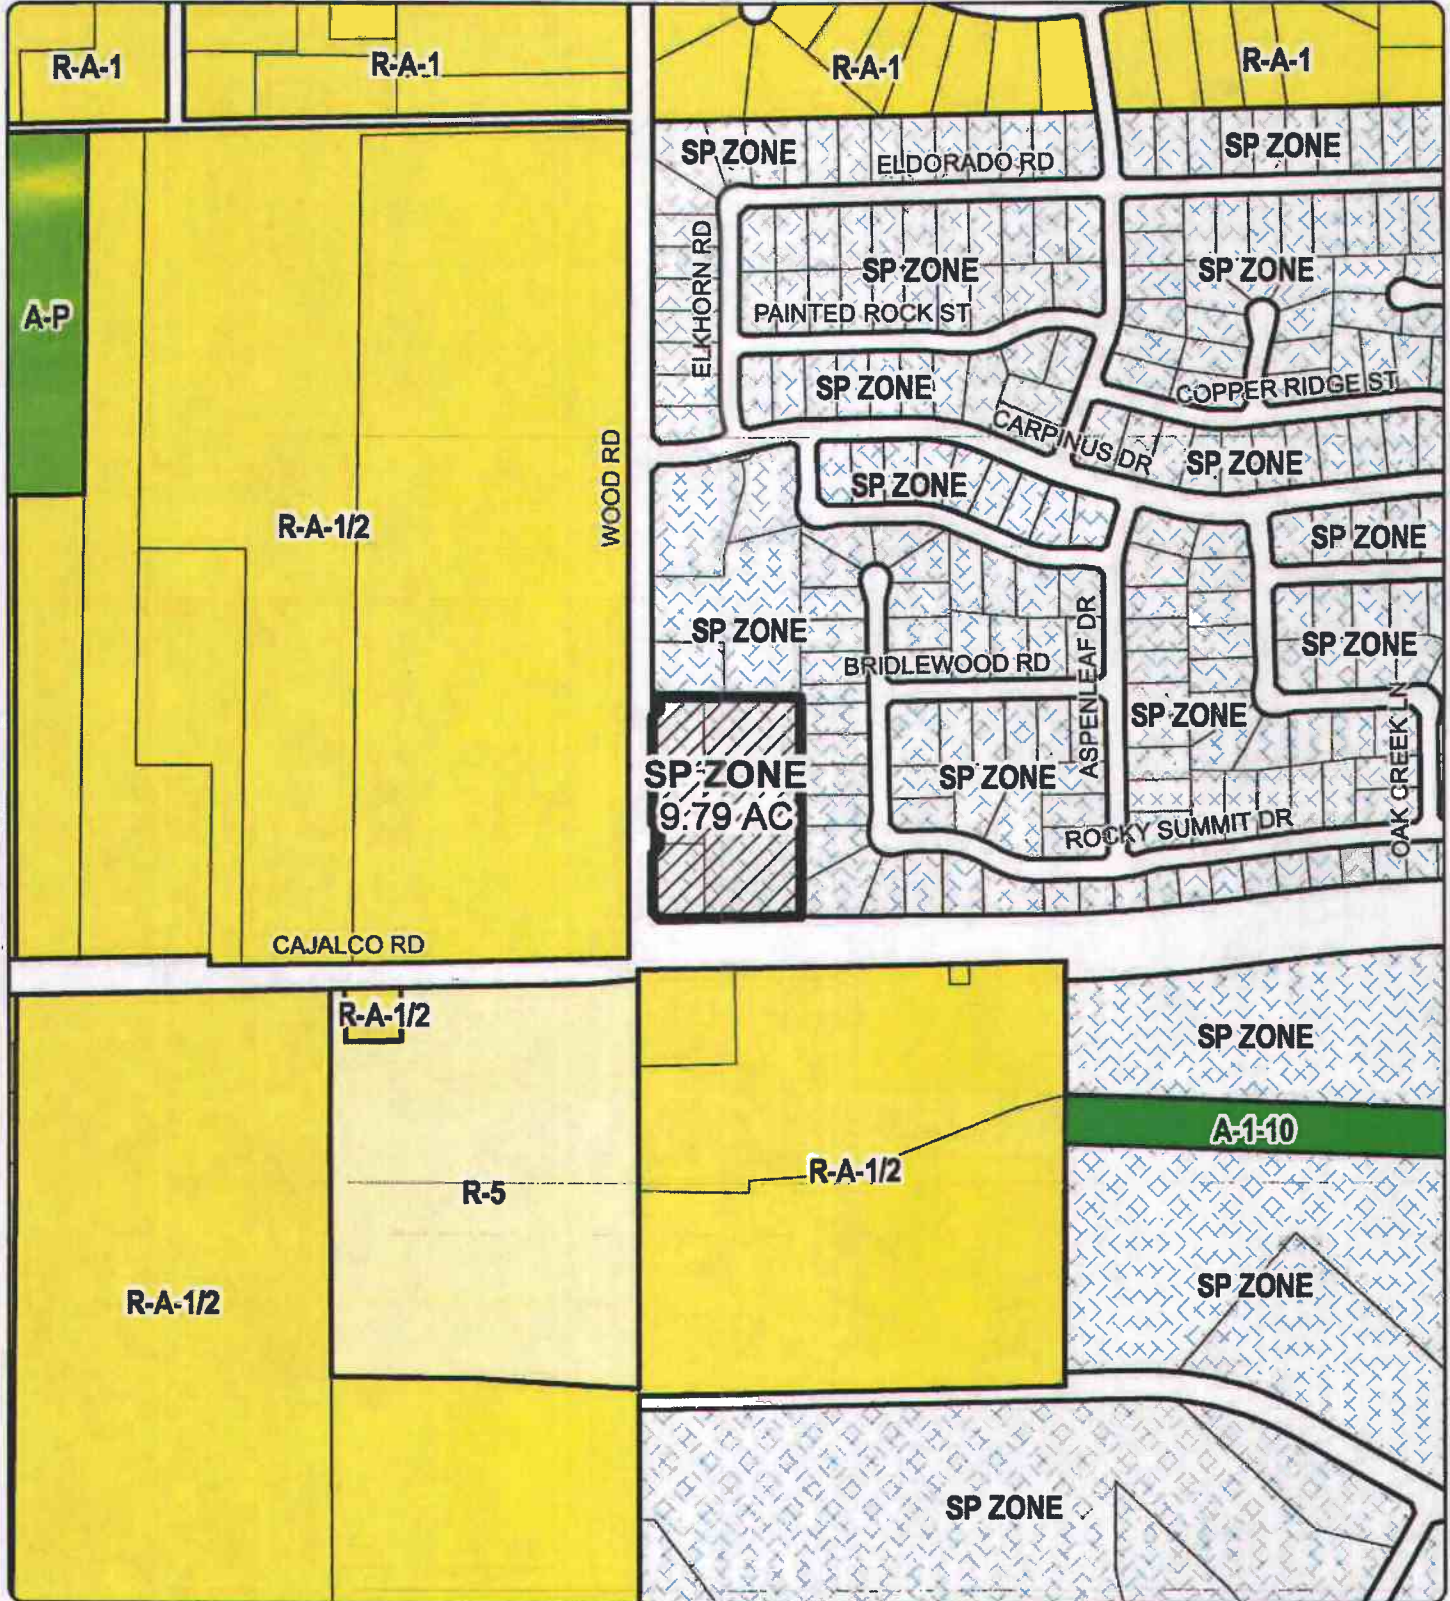 R-A-1
R-A-1
R-A-1
R-A-1
SP ZONE
ELDORADO RD
SP ZONE
ELKHORN RD
SP ZONE
SP ZONE
A-P
PAINTED ROCK ST
SP ZONE
COPPER RIDGE ST
CARPINUS DR
WOOD RD
SP ZONE
SP ZONE
R-A-1/2
SP ZONE
SP ZONE
BRIDLEWOOD RD
ASPENLEAF DR
SP ZONE
SP ZONE
OAK CREEK LN
SP ZONE
9.79 AC
SP ZONE
ROCKY SUMMIT DR
CAJALCO RD
R-A-1/2
SP ZONE
A-1-10
R-A-1/2
R-5
SP ZONE
R-A-1/2
SP ZONE